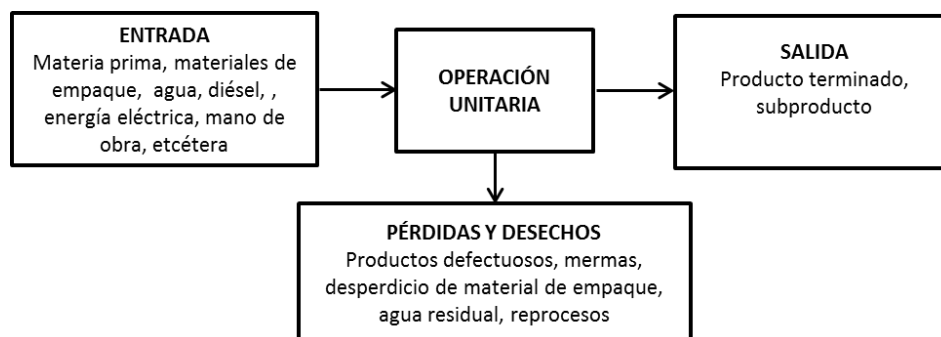 ENTRADA
Materia prima, materiales de
empaque,  agua, diésel, ,
energía eléctrica, mano de
obra, etcétera
OPERACIÓN
UNITARIA
SALIDA
Producto terminado,
subproducto
PÉRDIDAS Y DESECHOS
Productos defectuosos, mermas,
desperdicio de material de empaque,
agua residual, reprocesos